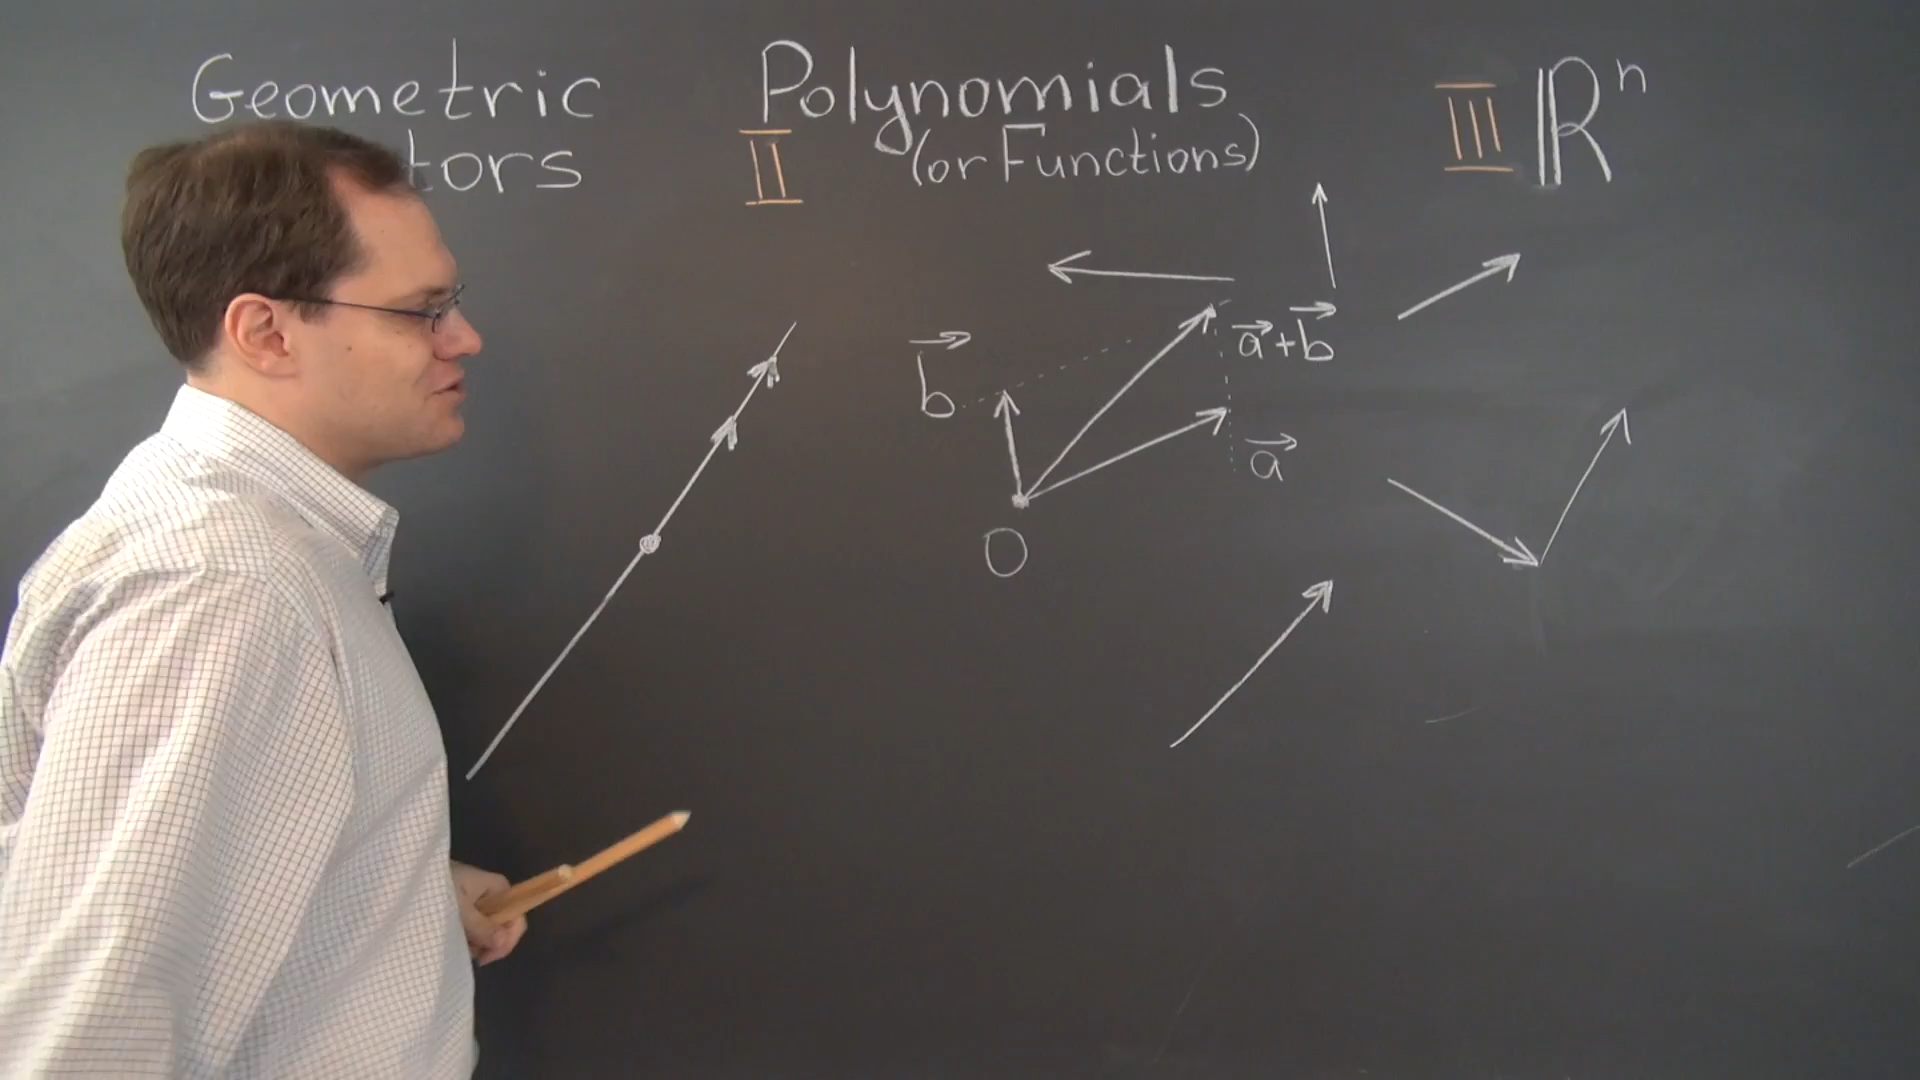 Geometric
tors
II
Polynomials
(or Functions)
III ℝⁿ
b⃗
a⃗+b⃗
a⃗
O